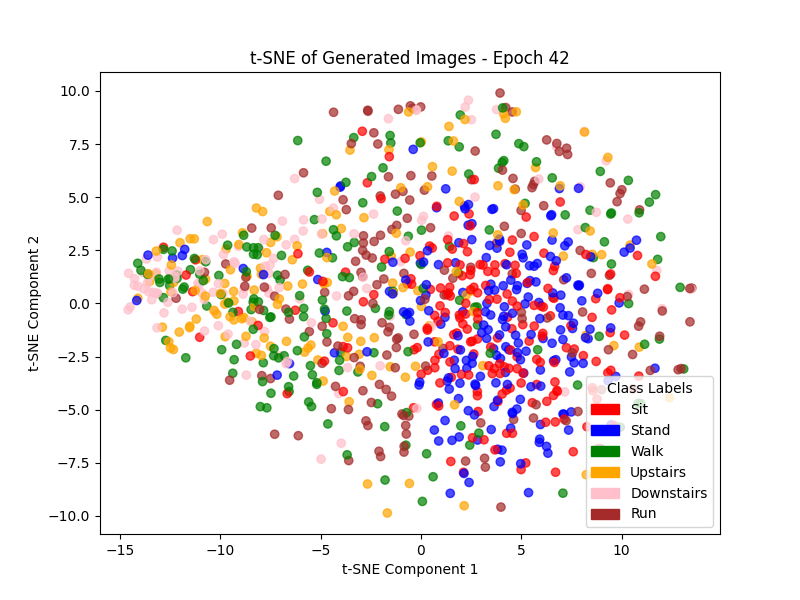 t-SNE of Generated Images - Epoch 42
t-SNE Component 2
10.0
7.5
5.0
2.5
0.0
−2.5
−5.0
−7.5
−10.0
Class Labels
Sit
Stand
Walk
Upstairs
Downstairs
Run
−15
−10
−5
0
5
10
t-SNE Component 1